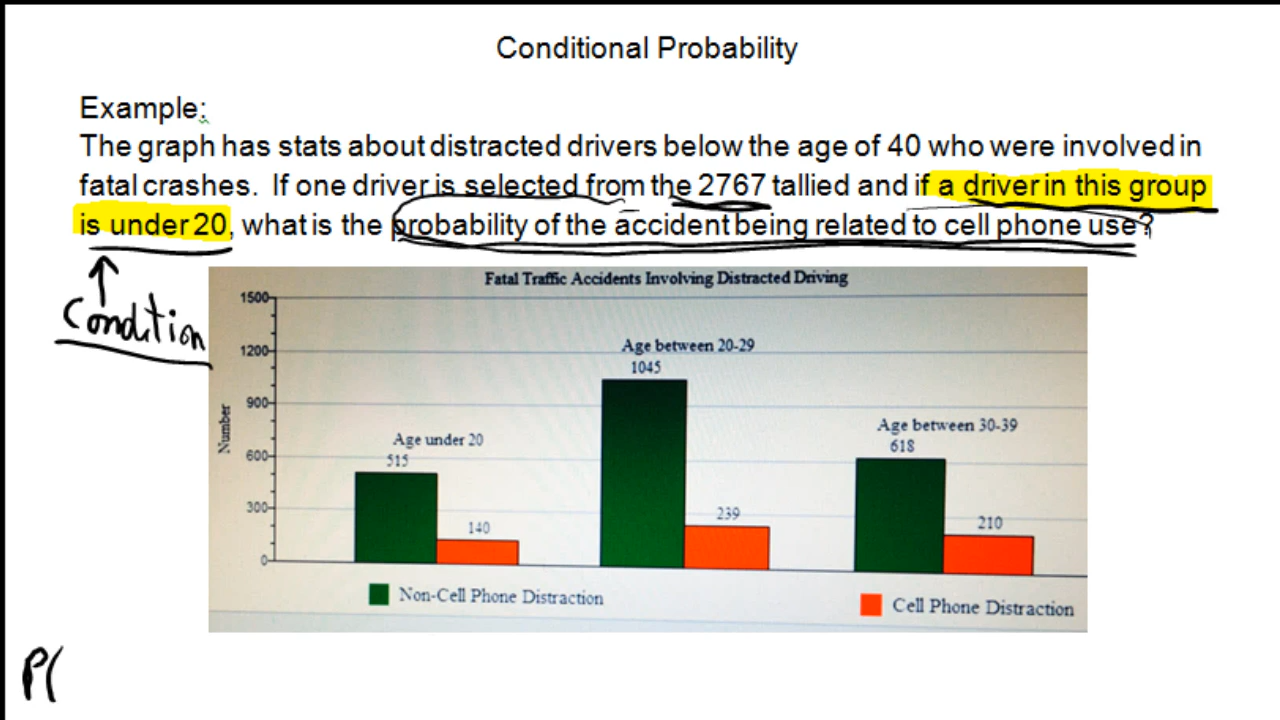 Conditional Probability
Example:
The graph has stats about distracted drivers below the age of 40 who were involved in
fatal crashes. If one driver is selected from the 2767 tallied and if a driver in this group
is under 20, what is the probability of the accident being related to cell phone use?
Condition
Fatal Traffic Accidents Involving Distracted Driving
1500
1200
900
600
300
0
Number
Age under 20
515
140
Age between 20-29
1045
239
Age between 30-39
618
210
Non-Cell Phone Distraction
Cell Phone Distraction
P(